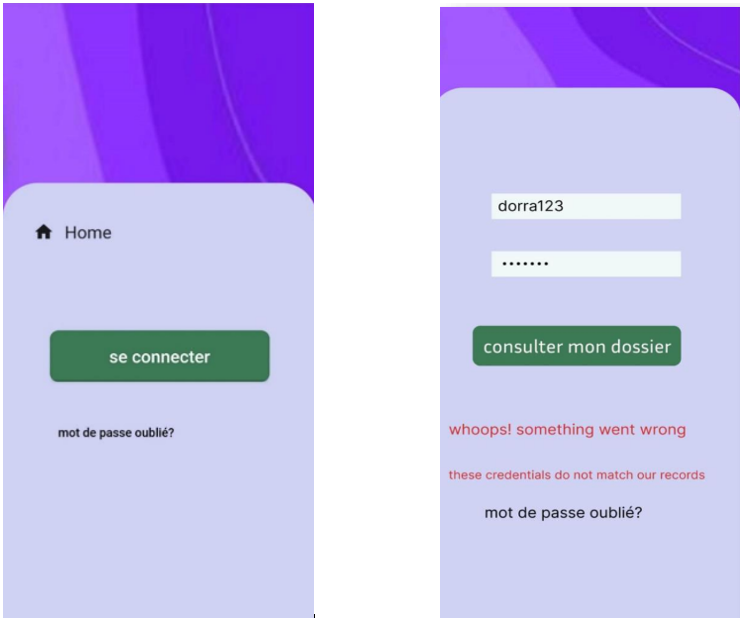 Home
se connecter
mot de passe oublié?
dorra123
•••••••
consulter mon dossier
whoops! something went wrong
these credentials do not match our records
mot de passe oublié?